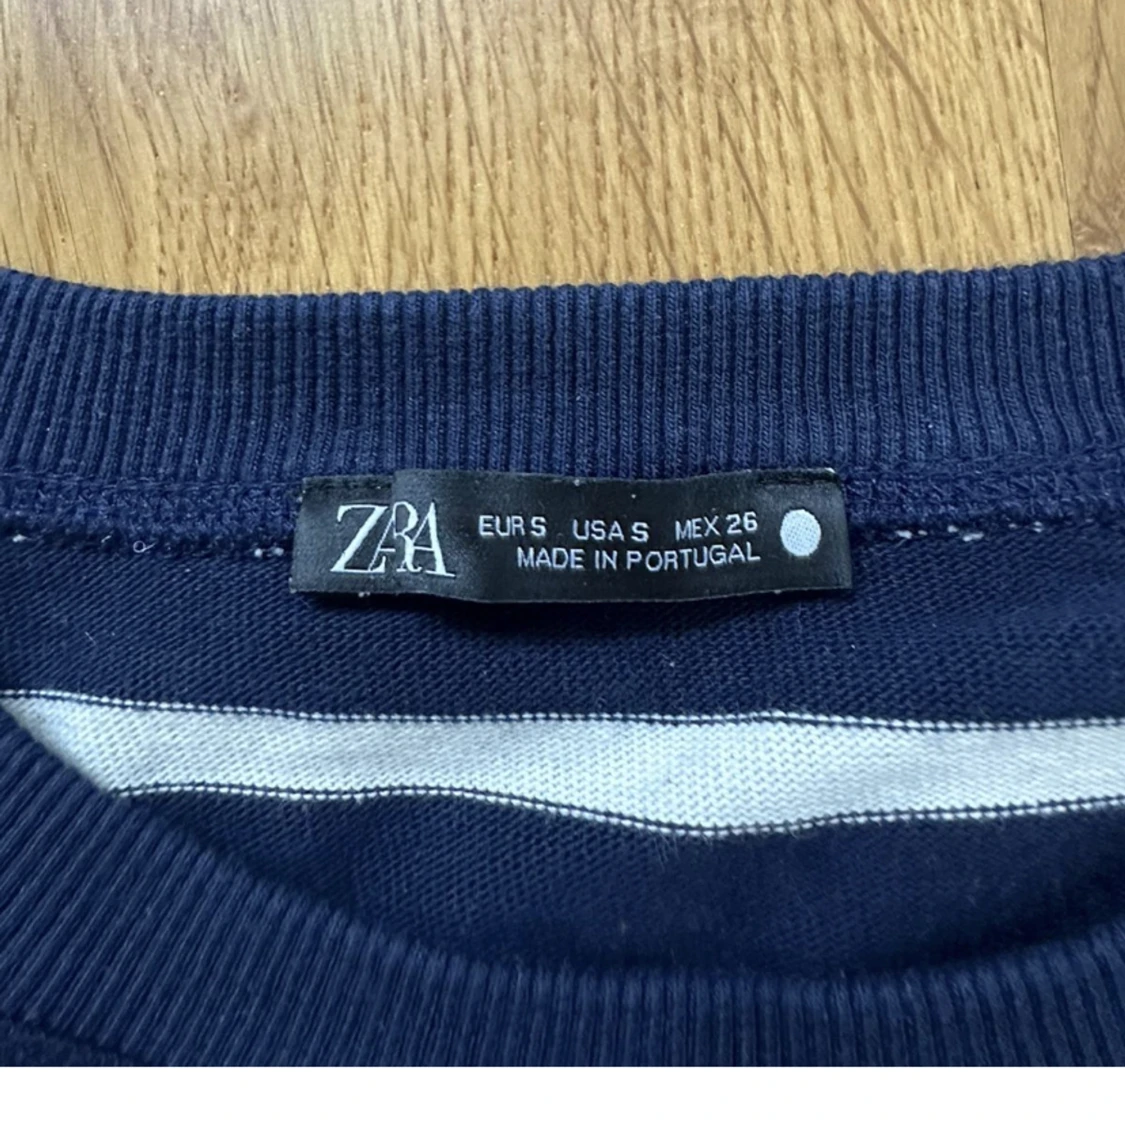 ZARA
EUR S USA S MEX 26
MADE IN PORTUGAL